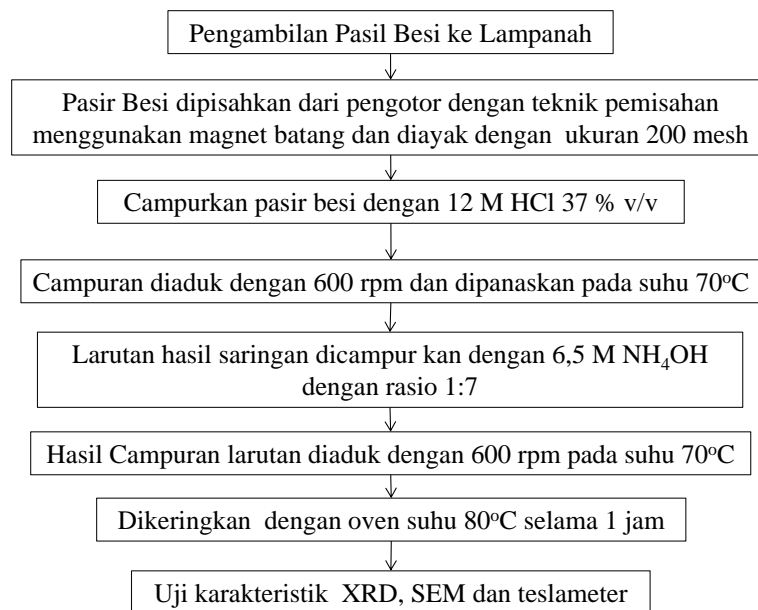 Pengambilan Pasil Besi ke Lampanah
Pasir Besi dipisahkan dari pengotor dengan teknik pemisahan
menggunakan magnet batang dan diayak dengan ukuran 200 mesh
Campurkan pasir besi dengan 12 M HCl 37 % v/v
Campuran diaduk dengan 600 rpm dan dipanaskan pada suhu 70°C
Larutan hasil saringan dicampur kan dengan 6,5 M NH₄OH
dengan rasio 1:7
Hasil Campuran larutan diaduk dengan 600 rpm pada suhu 70°C
Dikeringkan dengan oven suhu 80°C selama 1 jam
Uji karakteristik XRD, SEM dan teslameter